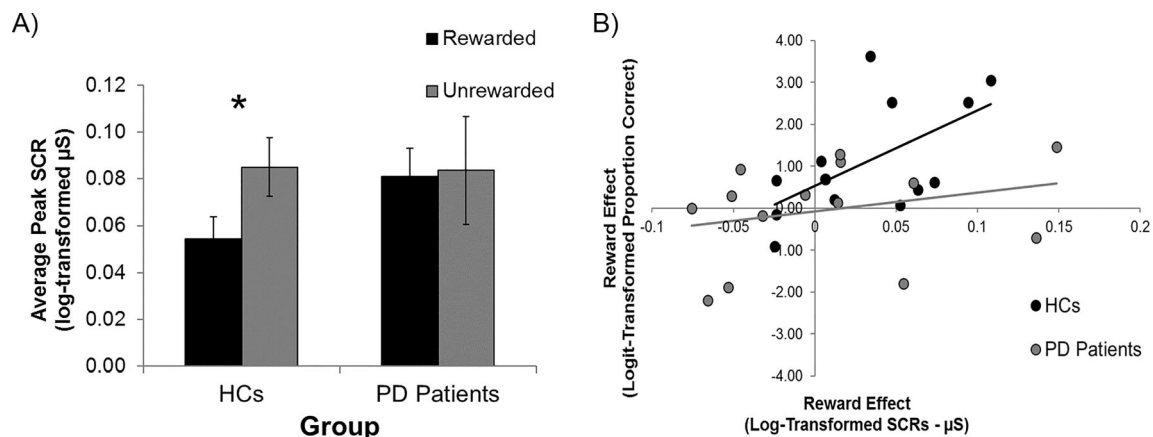 A)
Rewarded
Unrewarded
*
0.12
0.10
0.08
0.06
0.04
0.02
0.00
Average Peak SCR
(log-transformed µS)
HCs
PD Patients
Group
B)
4.00
3.00
2.00
1.00
0.00
-1.00
-2.00
-3.00
-4.00
-0.1
-0.05
0
0.05
0.1
0.15
0.2
Reward Effect
(Logit-Transformed Proportion Correct)
HCs
PD Patients
Reward Effect
(Log-Transformed SCRs - µS)